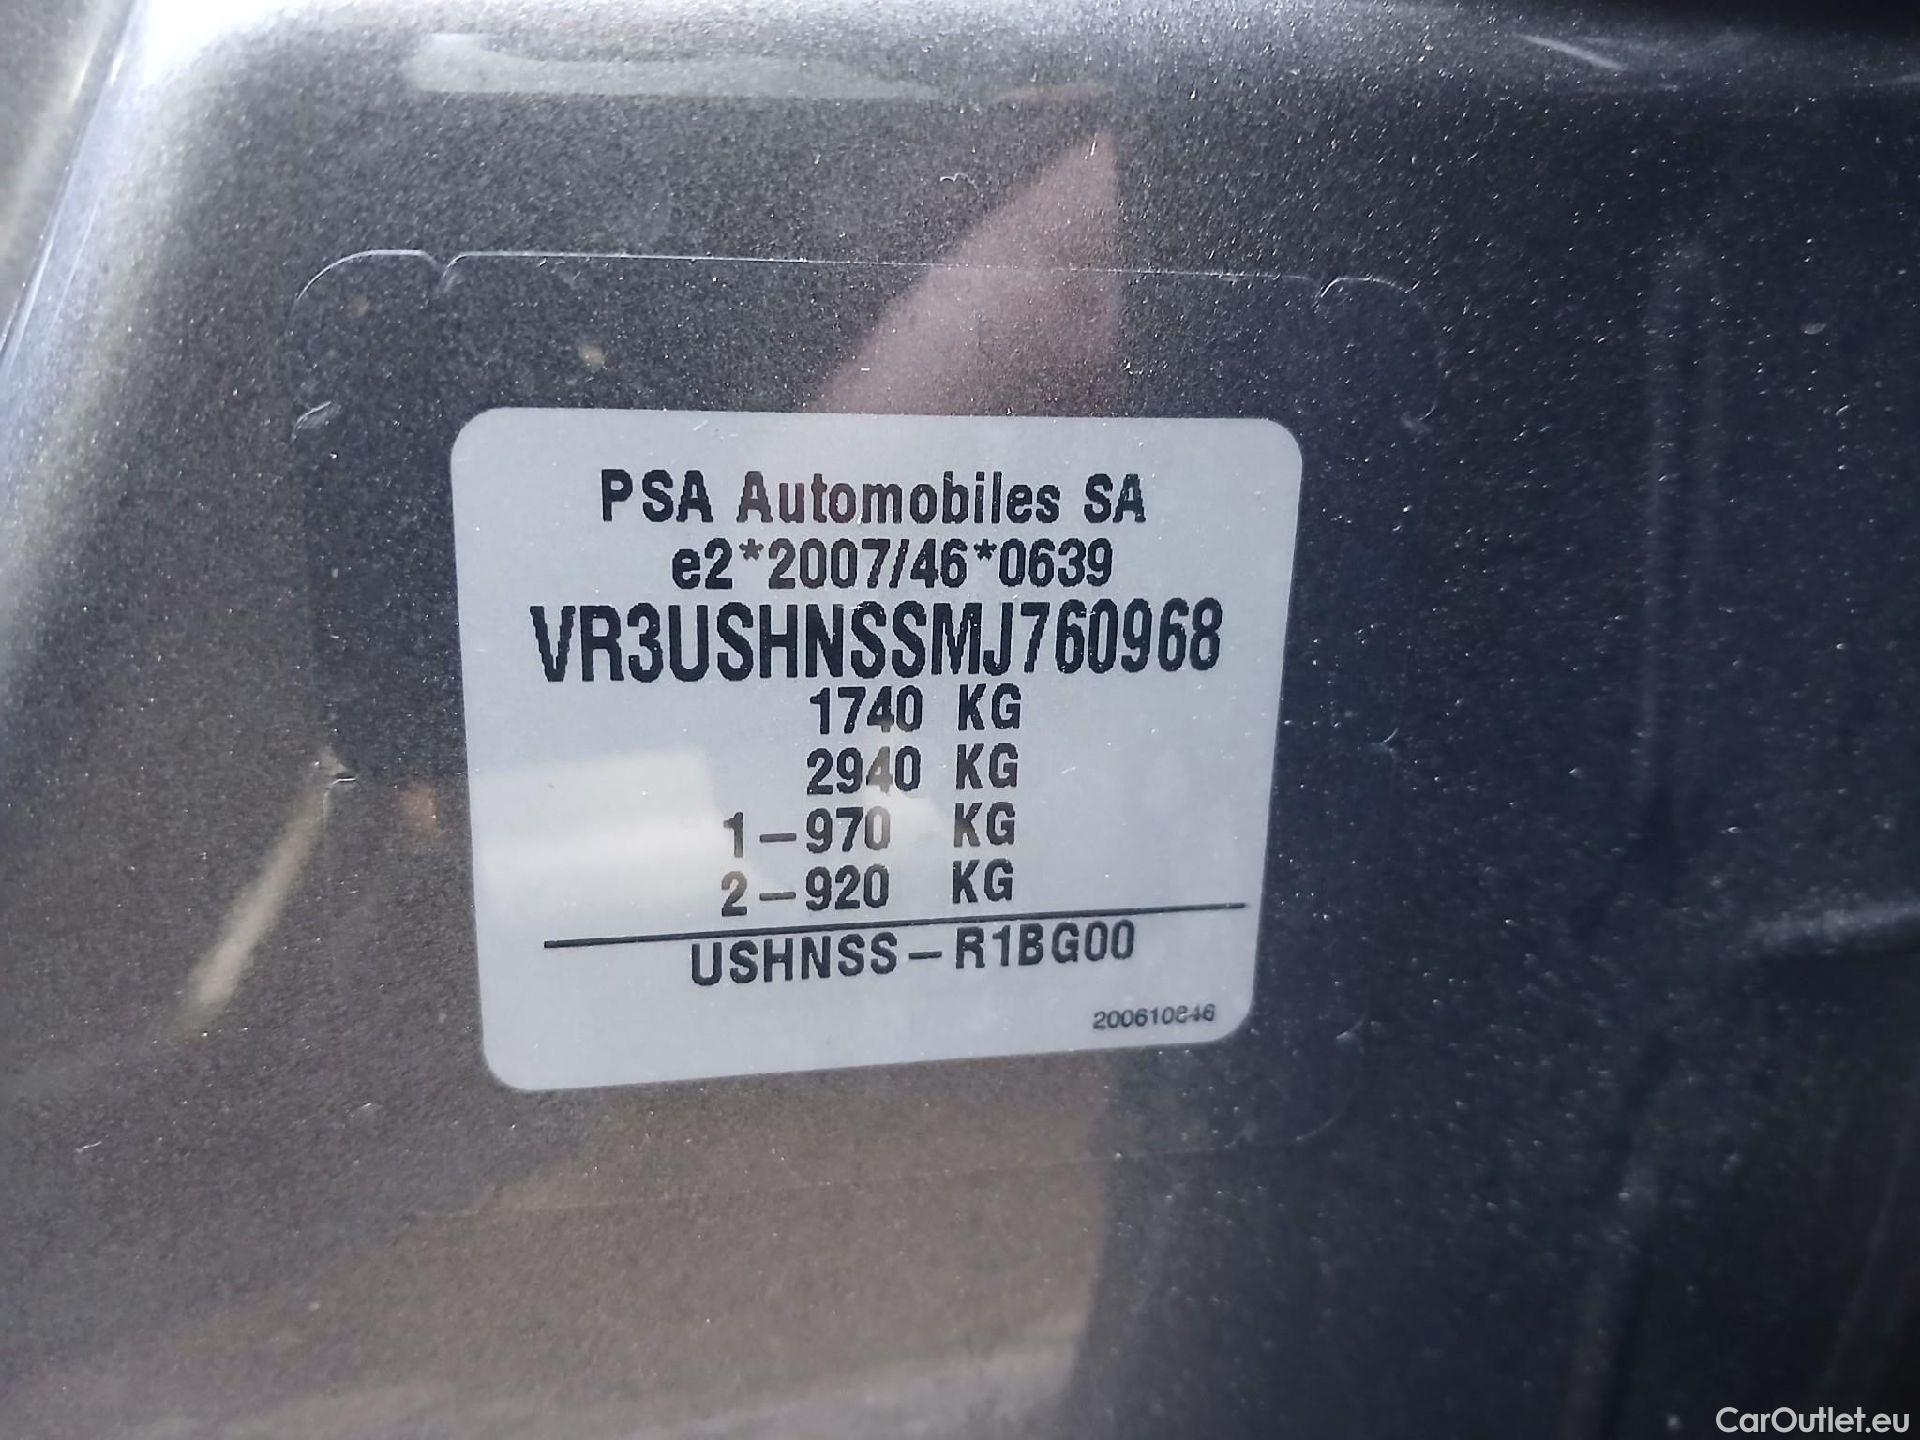 PSA Automobiles SA
e2*2007/46*0639
VR3USHNSSMJ760968
1740 KG
2940 KG
1-970 KG
2-920 KG
USHNSS-R1BG00
CarOutlet.eu